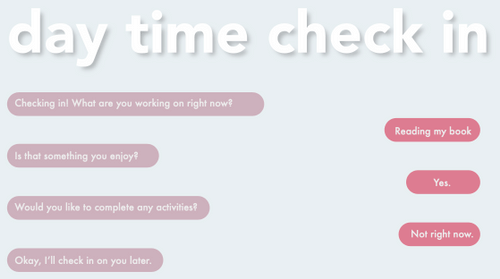 day time check in
Checking in! What are you working on right now?
Reading my book
Is that something you enjoy?
Yes.
Would you like to complete any activities?
Not right now.
Okay, I'll check in on you later.